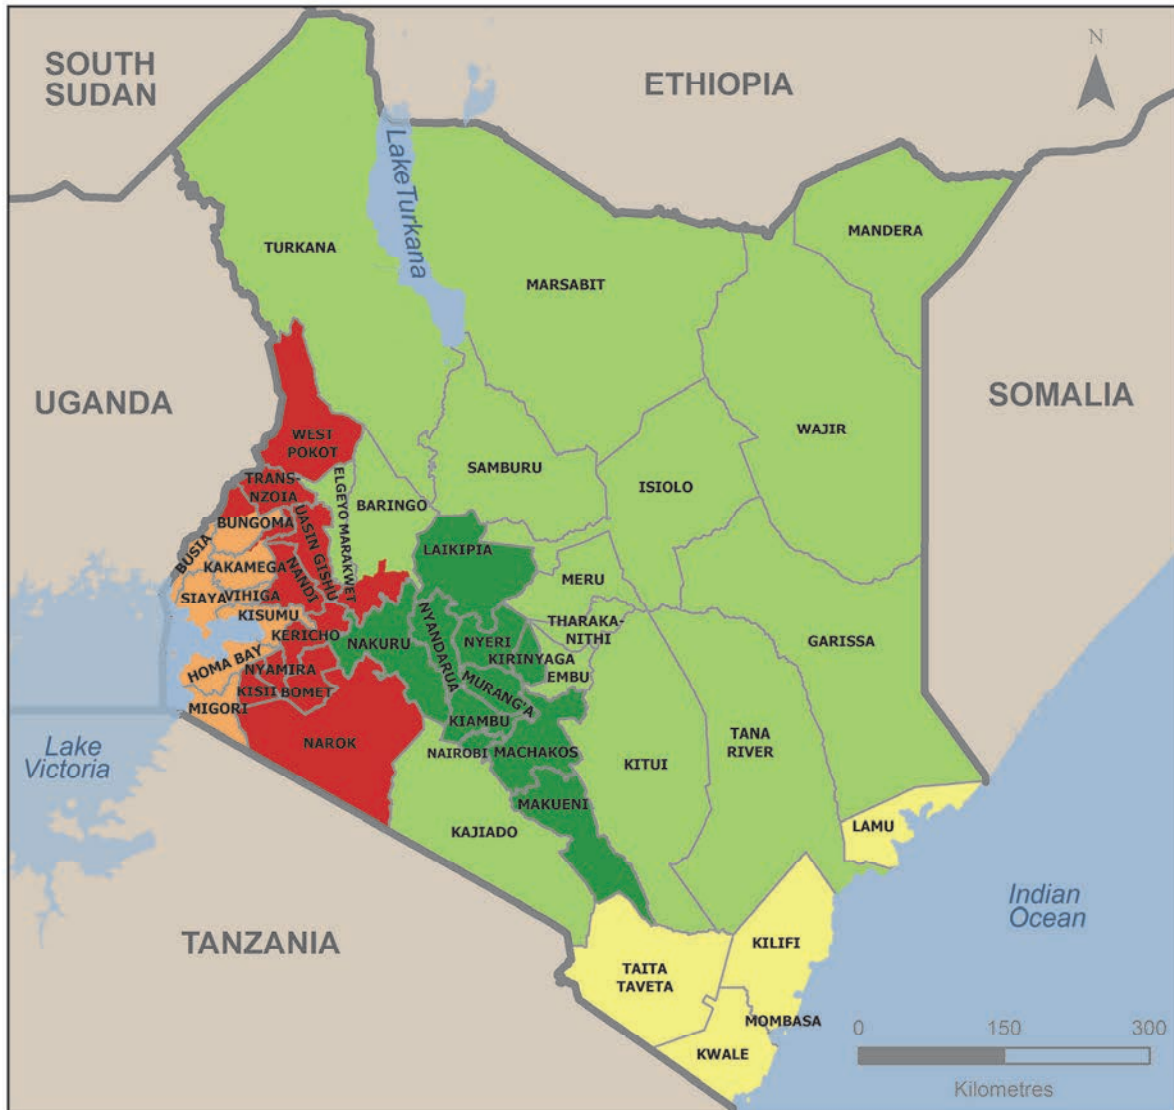 SOUTH
SUDAN
ETHIOPIA
N
Lake Turkana
MANDERA
TURKANA
MARSABIT
UGANDA
SOMALIA
WAJIR
WEST
POKOT
SAMBURU
ISIOLO
TRANS-
NZOIA
ELGEYO MARAKWET
BARINGO
BUNGOMA
UASIN GISHU
LAIKIPIA
BUSIA
KAKAMEGA
NANDI
MERU
SIAYA
VIHIGA
KISUMU
THARAKA-
NITHI
KERICHO
NAKURU
NYANDARUA
NYERI
KIRINYAGA
GARISSA
HOMA BAY
NYAMIRA
EMBU
KISII
BOMET
MURANG'A
MIGORI
KIAMBU
TANA
RIVER
NAROK
NAIROBI
MACHAKOS
KITUI
Lake
Victoria
MAKUENI
KAJIADO
LAMU
Indian
Ocean
TANZANIA
KILIFI
TAITA
TAVETA
MOMBASA
KWALE
0 150 300
Kilometres